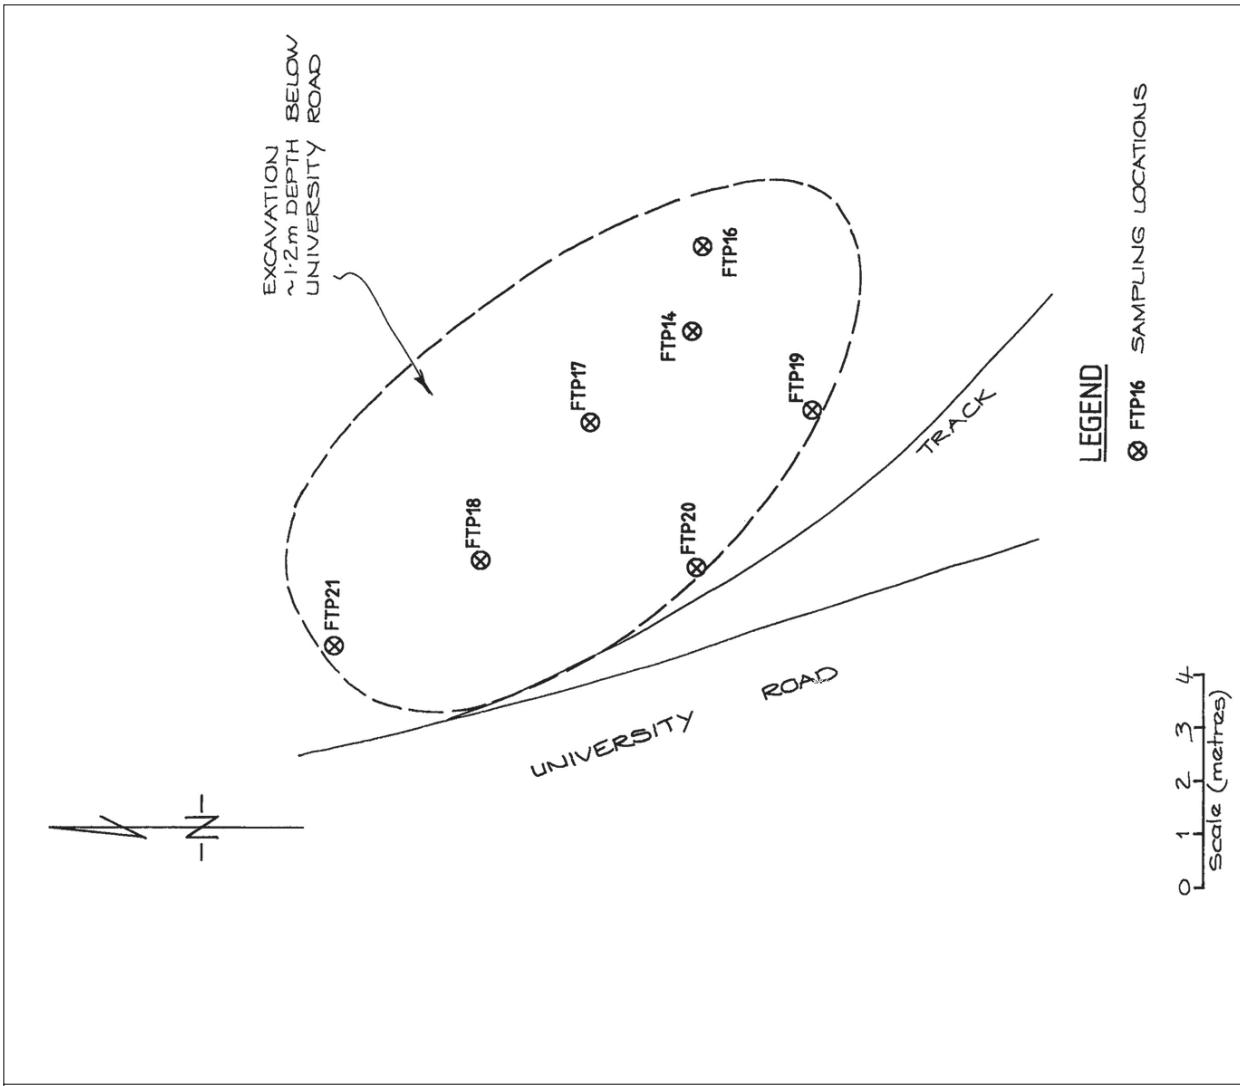 EXCAVATION
~1·2m DEPTH BELOW
UNIVERSITY ROAD
FTP21
FTP18
FTP17
FTP14
FTP16
FTP20
FTP19
TRACK
UNIVERSITY ROAD
N
LEGEND
FTP16 SAMPLING LOCATIONS
0 1 2 3 4
Scale (metres)